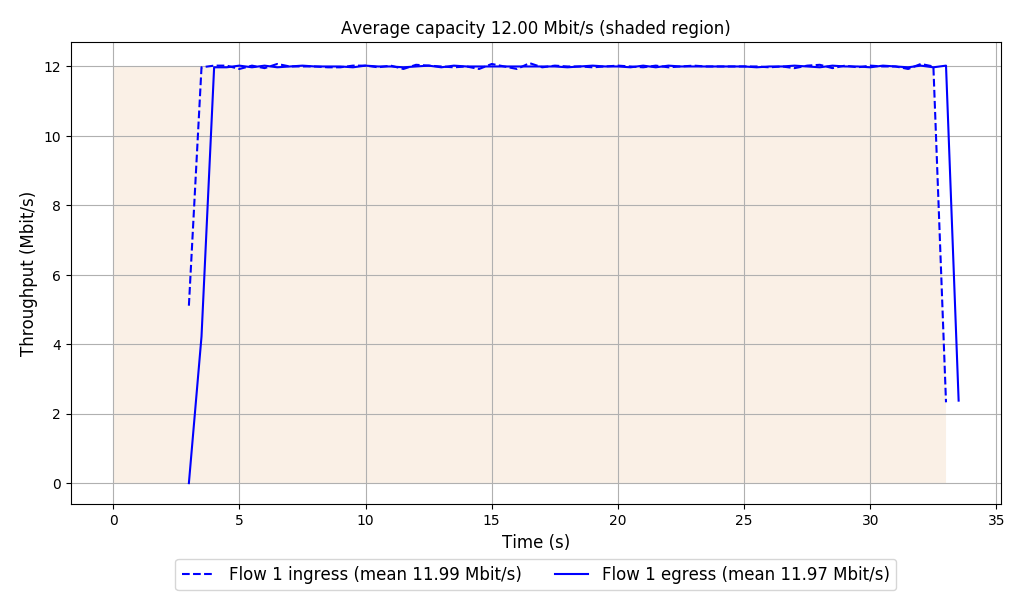 Average capacity 12.00 Mbit/s (shaded region)
Throughput (Mbit/s)
12
10
8
6
4
2
0
0 5 10 15 20 25 30 35
Time (s)
Flow 1 ingress (mean 11.99 Mbit/s) Flow 1 egress (mean 11.97 Mbit/s)